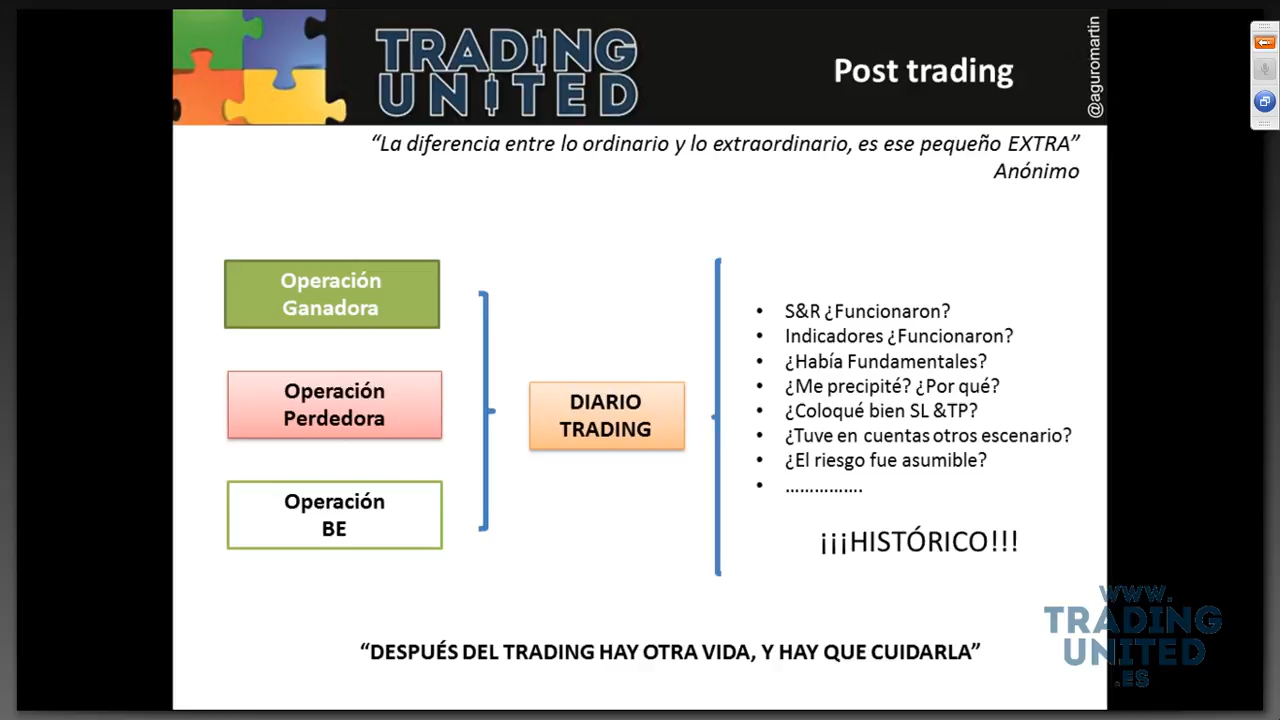 TRADING
UNITED
Post trading
@aguromartin
“La diferencia entre lo ordinario y lo extraordinario, es ese pequeño EXTRA”
Anónimo
Operación
Ganadora
Operación
Perdedora
Operación
BE
DIARIO
TRADING
• S&R ¿Funcionaron?
• Indicadores ¿Funcionaron?
• ¿Había Fundamentales?
• ¿Me precipité? ¿Por qué?
• ¿Coloqué bien SL &TP?
• ¿Tuve en cuentas otros escenario?
• ¿El riesgo fue asumible?
• …………….
¡¡¡HISTÓRICO!!!
“DESPUÉS DEL TRADING HAY OTRA VIDA, Y HAY QUE CUIDARLA”
WWW.
TRADING
UNITED
.ES